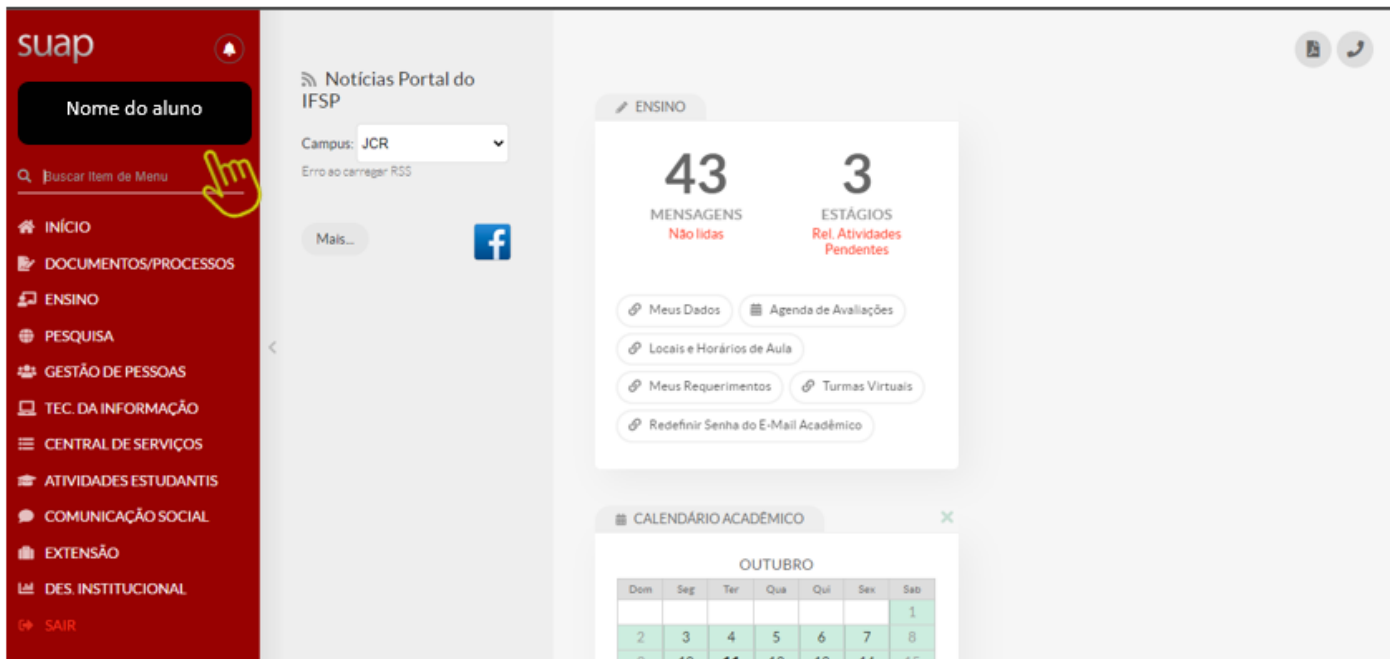 suap
Nome do aluno
Buscar Item de Menu
INÍCIO
DOCUMENTOS/PROCESSOS
ENSINO
PESQUISA
GESTÃO DE PESSOAS
TEC. DA INFORMAÇÃO
CENTRAL DE SERVIÇOS
ATIVIDADES ESTUDANTIS
COMUNICAÇÃO SOCIAL
EXTENSÃO
DES. INSTITUCIONAL
SAIR
Notícias Portal do
IFSP
Campus: JCR
Erro ao carregar RSS
Mais...
ENSINO
43 3
MENSAGENS ESTÁGIOS
Não lidas Rel. Atividades
Pendentes
Meus Dados Agenda de Avaliações
Locais e Horários de Aula
Meus Requerimentos Turmas Virtuais
Redefinir Senha do E-Mail Acadêmico
CALENDÁRIO ACADÊMICO
OUTUBRO
Dom Seg Ter Qua Qui Sex Sab
1
2 3 4 5 6 7 8